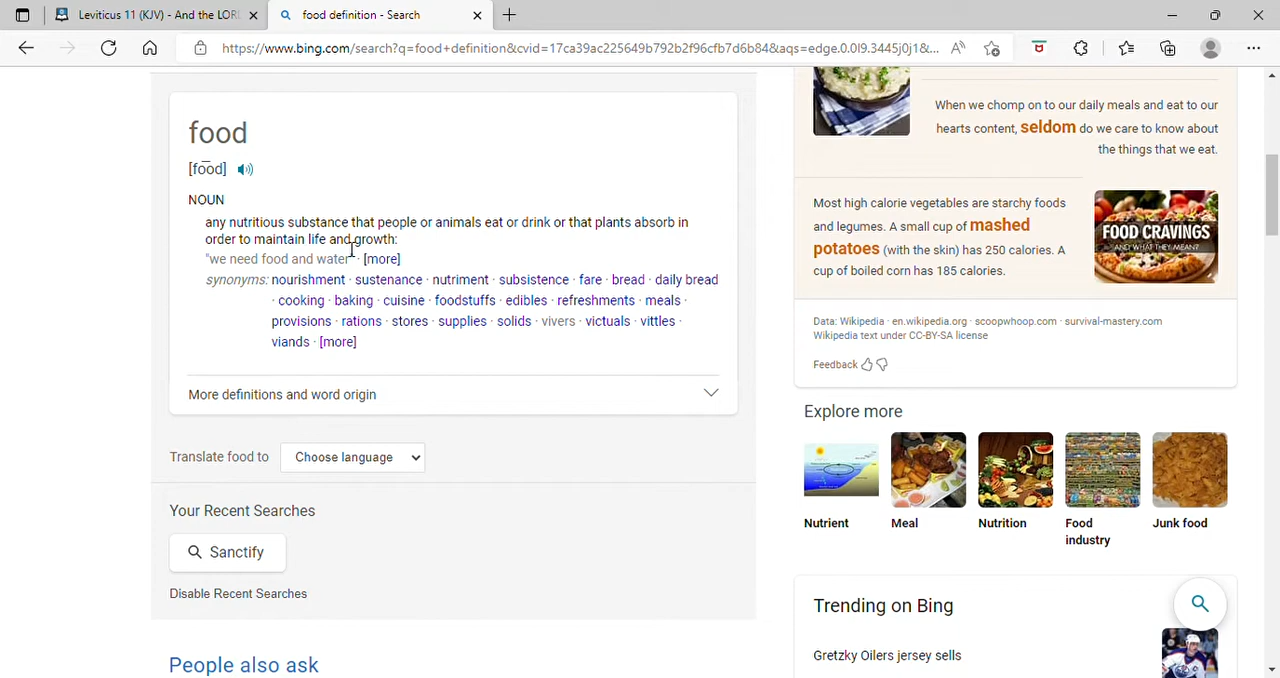 Leviticus 11 (KJV) - And the LOR
food definition - Search
https://www.bing.com/search?q=food+definition&cvid=17ca39ac225649b792b2f96cfb7d6b84&aqs=edge.0.0l9.3445j0j1&...
food
[fo͞od]
NOUN
any nutritious substance that people or animals eat or drink or that plants absorb in
order to maintain life and growth:
"we need food and water" · [more]
synonyms: nourishment · sustenance · nutriment · subsistence · fare · bread · daily bread
· cooking · baking · cuisine · foodstuffs · edibles · refreshments · meals ·
provisions · rations · stores · supplies · solids · vivers · victuals · vittles ·
viands · [more]
More definitions and word origin
Translate food to
Choose language
Your Recent Searches
Sanctify
Disable Recent Searches
People also ask
When we chomp on to our daily meals and eat to our
hearts content, seldom do we care to know about
the things that we eat.
Most high calorie vegetables are starchy foods
and legumes. A small cup of mashed
potatoes (with the skin) has 250 calories. A
cup of boiled corn has 185 calories.
FOOD CRAVINGS
AND WHAT THEY MEAN?
Data: Wikipedia · en.wikipedia.org · scoopwhoop.com · survival-mastery.com
Wikipedia text under CC-BY-SA license
Feedback
Explore more
Nutrient
Meal
Nutrition
Food
industry
Junk food
Trending on Bing
Gretzky Oilers jersey sells